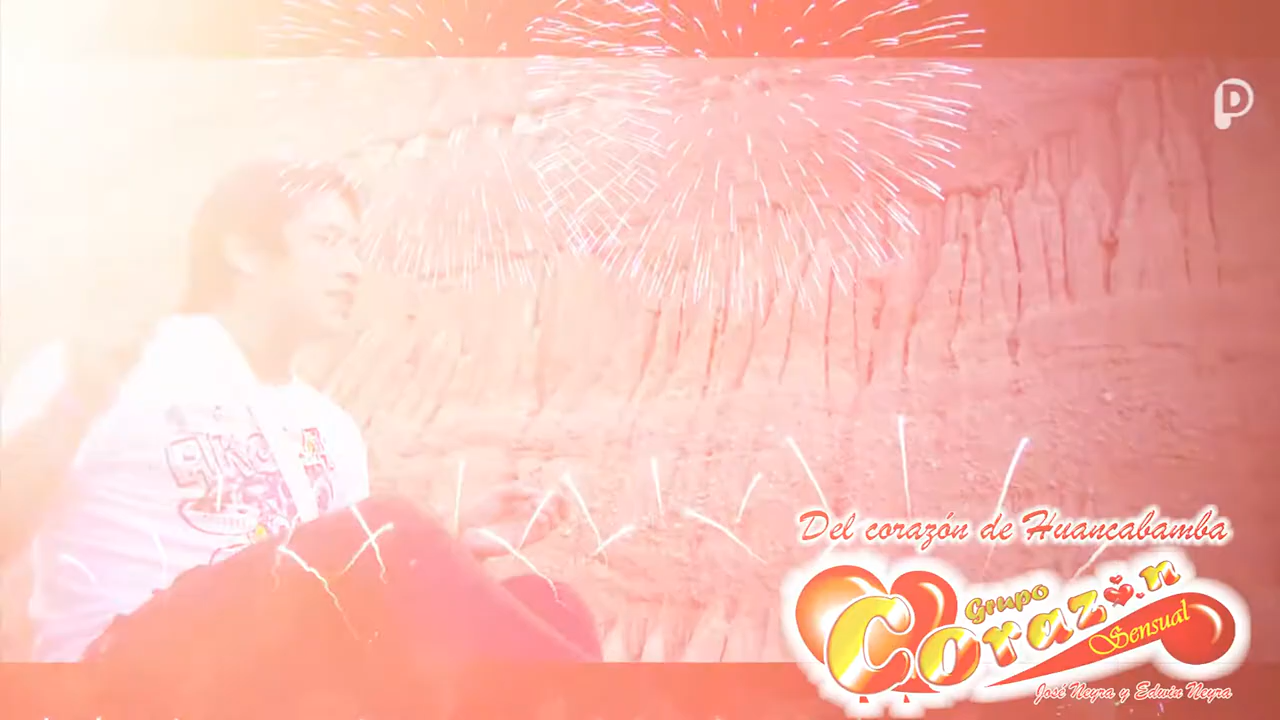 Del corazón de Huancabamba
Grupo
Corazón
Sensual
José Neyra y Edwin Neyra